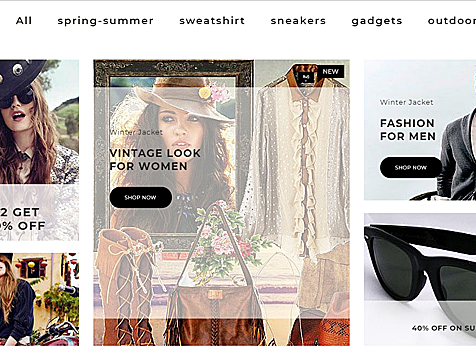 All spring-summer sweatshirt sneakers gadgets outdoor
NEW
Winter Jacket
VINTAGE LOOK
FOR WOMEN
SHOP NOW
Winter Jacket
FASHION
FOR MEN
SHOP NOW
2 GET
% OFF
40% OFF ON SU